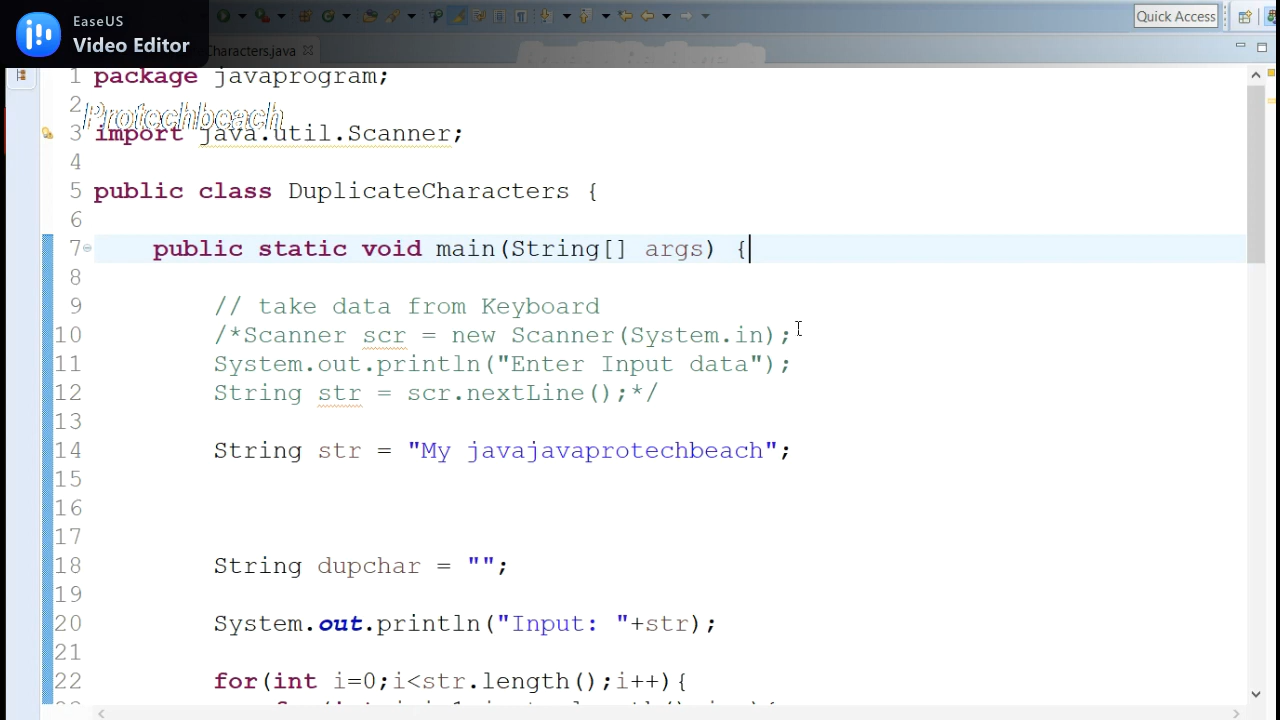 EaseUS
Video Editor
Quick Access
Characters.java
1 package javaprogram;
2
Protechbeach
3 import java.util.Scanner;
4
5 public class DuplicateCharacters {
6
7 public static void main(String[] args) {
8
9 // take data from Keyboard
10 /*Scanner scr = new Scanner(System.in);
11 System.out.println("Enter Input data");
12 String str = scr.nextLine();*/
13
14 String str = "My javajavaprotechbeach";
15
16
17
18 String dupchar = "";
19
20 System.out.println("Input: "+str);
21
22 for(int i=0;i<str.length();i++){